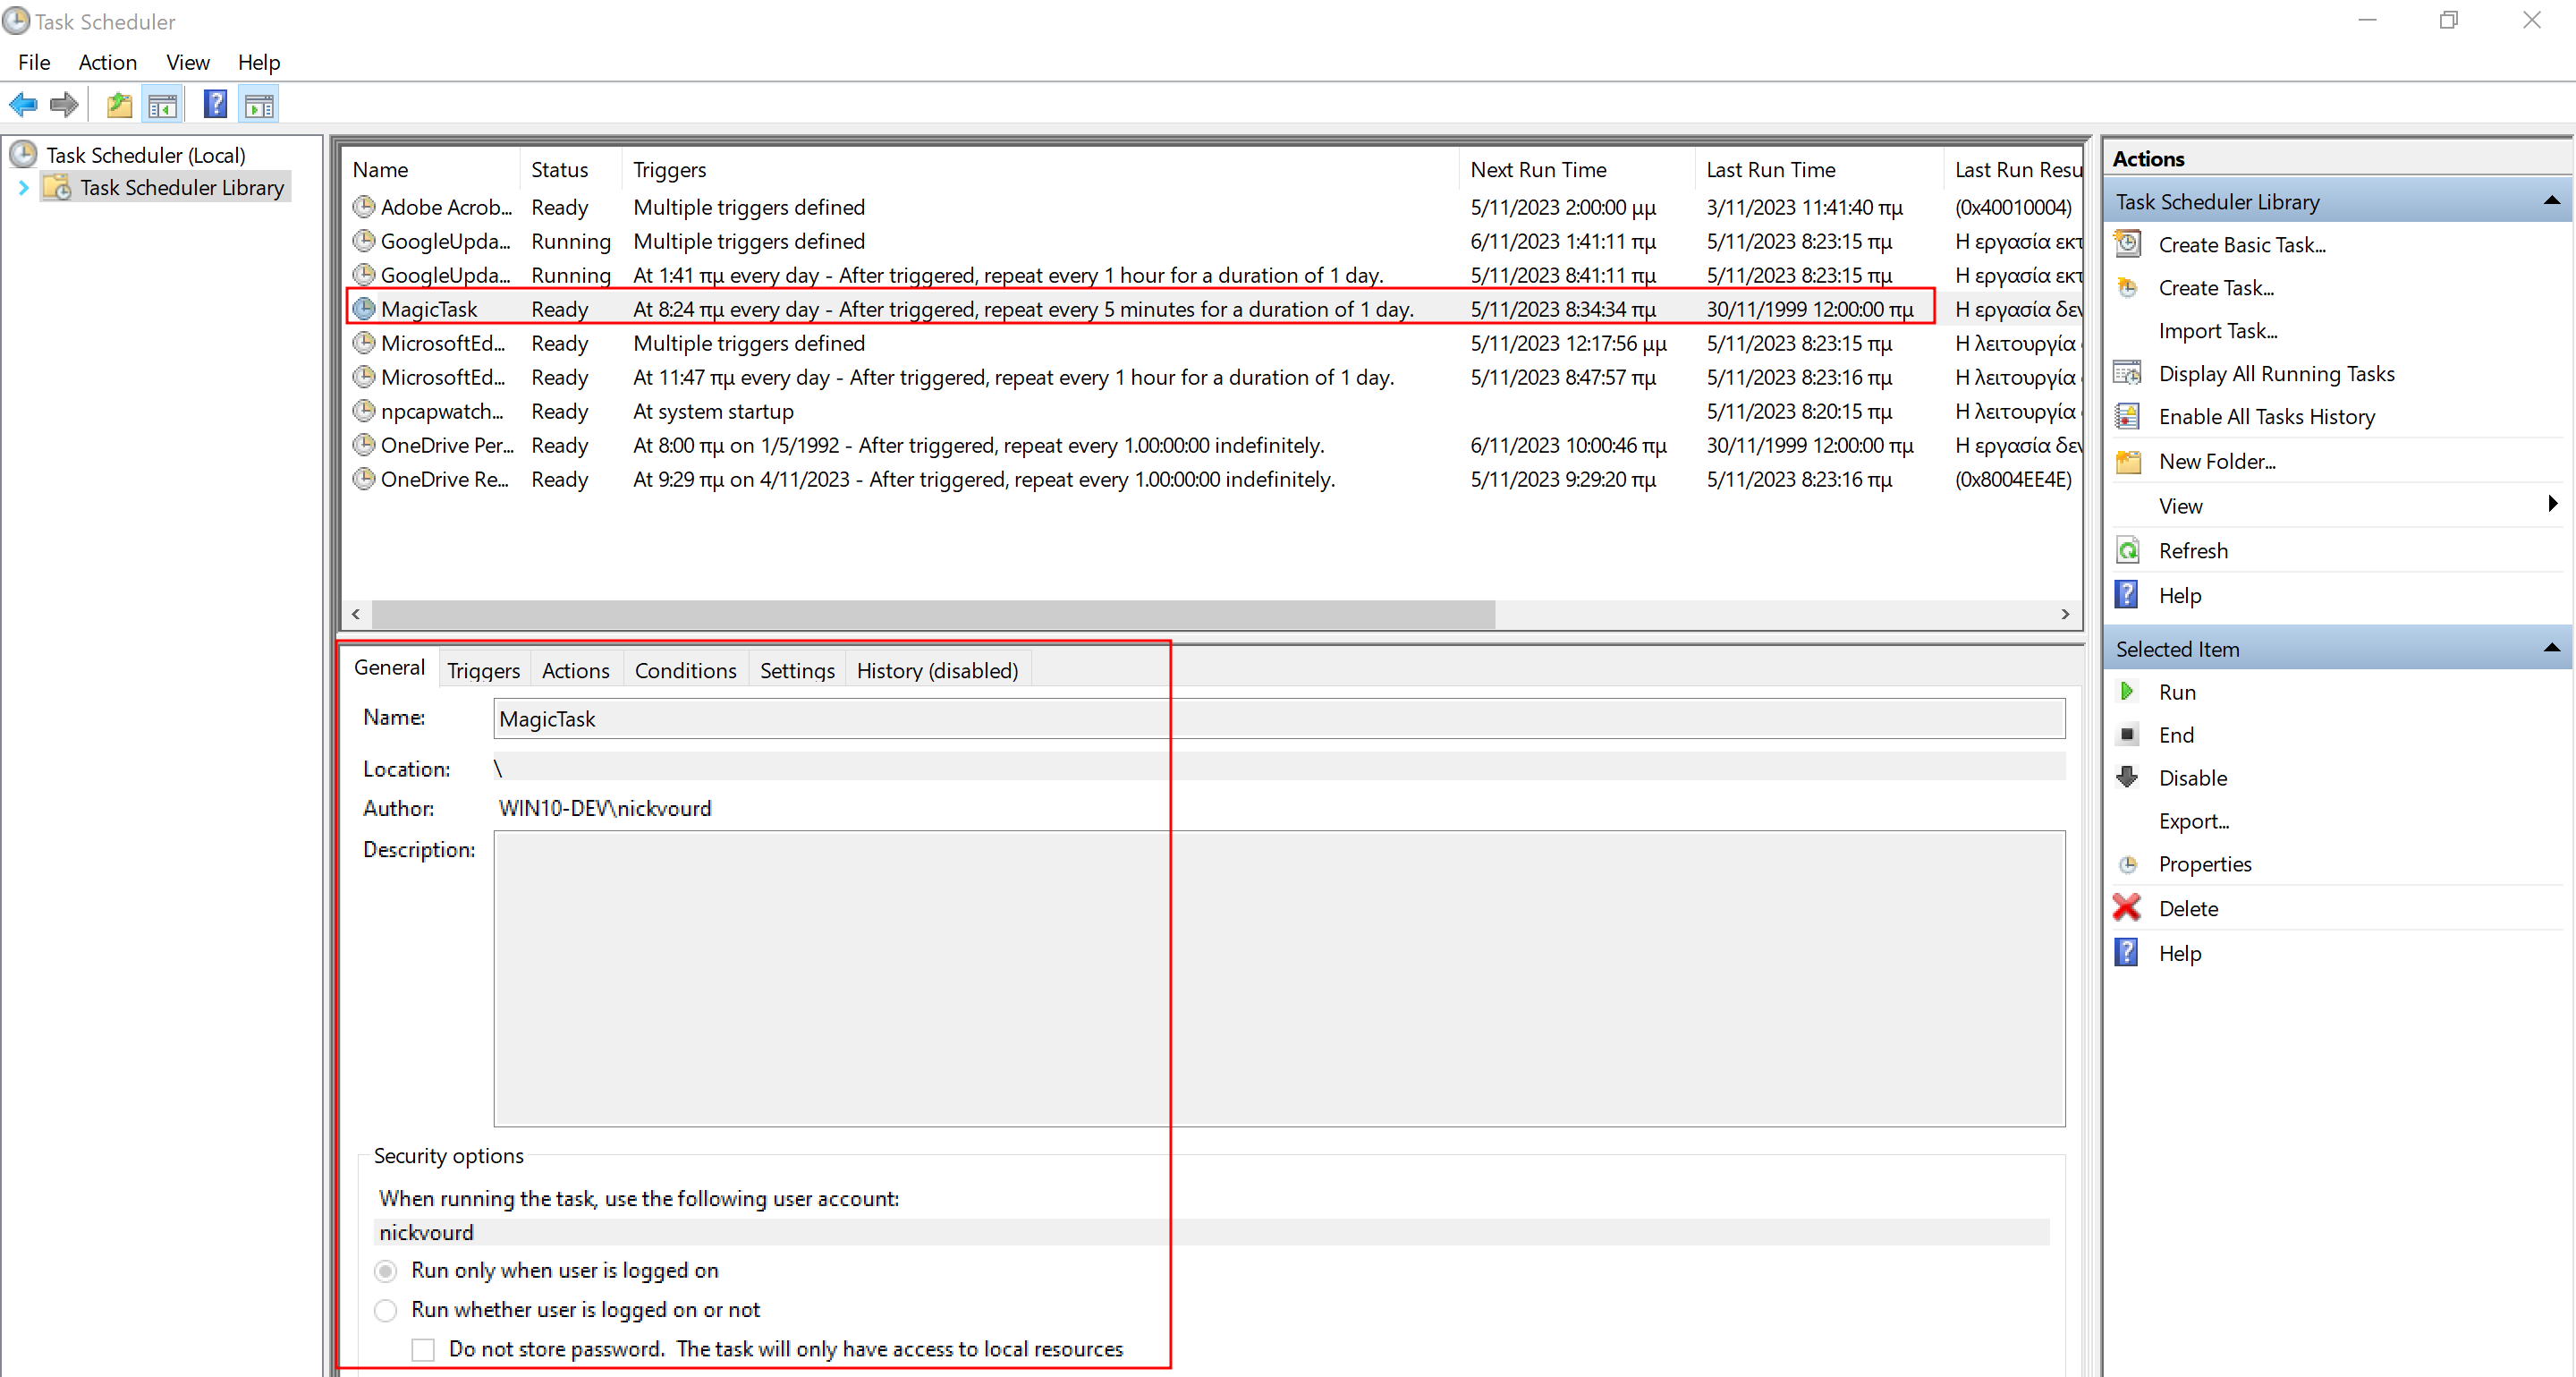 Task Scheduler
File Action View Help
Task Scheduler (Local)
Task Scheduler Library
Name Status Triggers Next Run Time Last Run Time Last Run Resu
Adobe Acrob... Ready Multiple triggers defined 5/11/2023 2:00:00 μμ 3/11/2023 11:41:40 πμ (0x40010004)
GoogleUpda... Running Multiple triggers defined 6/11/2023 1:41:11 πμ 5/11/2023 8:23:15 πμ Η εργασία εκτ
GoogleUpda... Running At 1:41 πμ every day - After triggered, repeat every 1 hour for a duration of 1 day. 5/11/2023 8:41:11 πμ 5/11/2023 8:23:15 πμ Η εργασία εκτ
MagicTask Ready At 8:24 πμ every day - After triggered, repeat every 5 minutes for a duration of 1 day. 5/11/2023 8:34:34 πμ 30/11/1999 12:00:00 πμ Η εργασία δεν
MicrosoftEd... Ready Multiple triggers defined 5/11/2023 12:17:56 μμ 5/11/2023 8:23:15 πμ Η λειτουργία
MicrosoftEd... Ready At 11:47 πμ every day - After triggered, repeat every 1 hour for a duration of 1 day. 5/11/2023 8:47:57 πμ 5/11/2023 8:23:16 πμ Η λειτουργία
npcapwatch... Ready At system startup 5/11/2023 8:20:15 πμ Η λειτουργία
OneDrive Per... Ready At 8:00 πμ on 1/5/1992 - After triggered, repeat every 1.00:00:00 indefinitely. 6/11/2023 10:00:46 πμ 30/11/1999 12:00:00 πμ Η εργασία δεν
OneDrive Re... Ready At 9:29 πμ on 4/11/2023 - After triggered, repeat every 1.00:00:00 indefinitely. 5/11/2023 9:29:20 πμ 5/11/2023 8:23:16 πμ (0x8004EE4E)
General Triggers Actions Conditions Settings History (disabled)
Name: MagicTask
Location: \
Author: WIN10-DEV\nickvourd
Description:
Security options
When running the task, use the following user account:
nickvourd
Run only when user is logged on
Run whether user is logged on or not
Do not store password. The task will only have access to local resources
Actions
Task Scheduler Library
Create Basic Task...
Create Task...
Import Task...
Display All Running Tasks
Enable All Tasks History
New Folder...
View
Refresh
Help
Selected Item
Run
End
Disable
Export...
Properties
Delete
Help